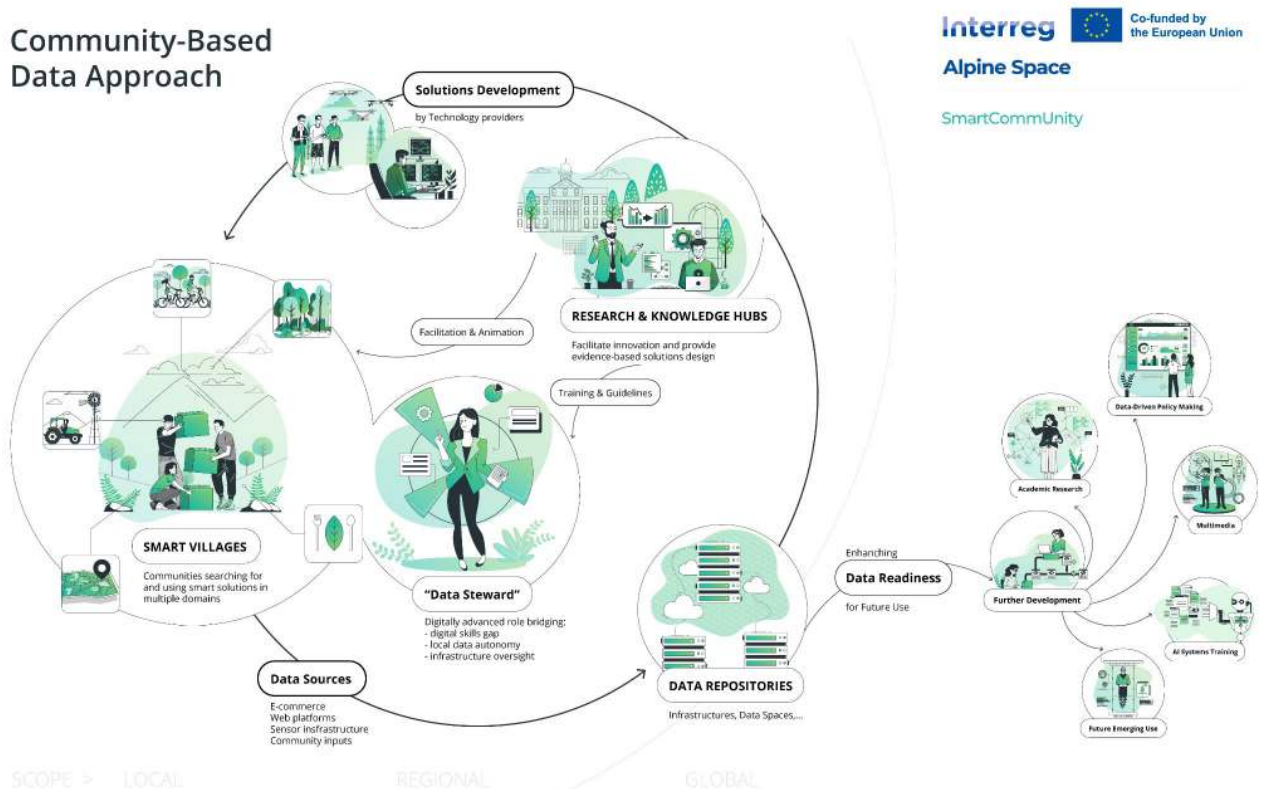 Community-Based
Data Approach
Interreg
Co-funded by
the European Union
Alpine Space
SmartCommUnity
Solutions Development
by Technology providers
RESEARCH & KNOWLEDGE HUBS
Facilitate innovation and provide
evidence-based solutions design
Facilitation & Animation
Training & Guidelines
SMART VILLAGES
Communities searching for
and using smart solutions in
multiple domains
"Data Steward"
Digitally advanced role bridging:
- digital skills gap
- local data autonomy
- infrastructure oversight
Data Sources
E-commerce
Web platforms
Sensor insfrastructure
Community inputs
DATA REPOSITORIES
Infrastructures, Data Spaces,...
Enhanching
Data Readiness
for Future Use
Further Development
Academic Research
Data-Driven Policy Making
Multimedia
AI Systems Training
Future Emerging Use
SCOPE > LOCAL REGIONAL GLOBAL